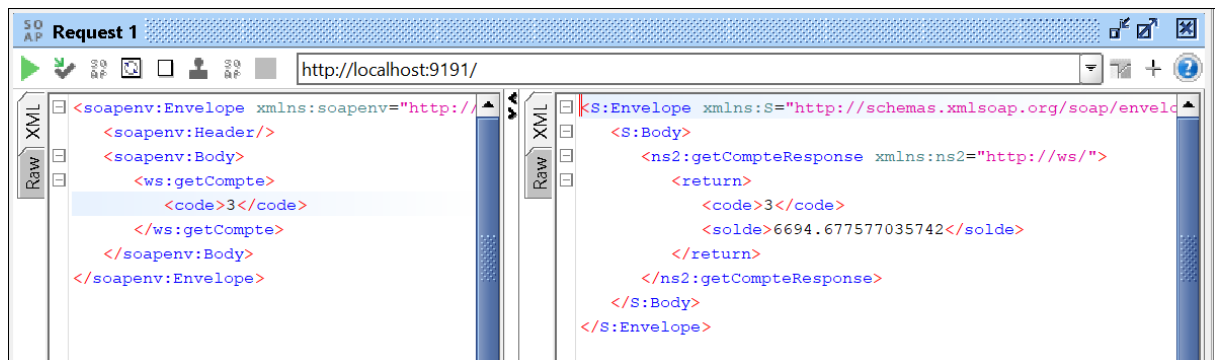 SO AP Request 1
http://localhost:9191/
XML
Raw
<soapenv:Envelope xmlns:soapenv="http://
<soapenv:Header/>
<soapenv:Body>
<ws:getCompte>
<code>3</code>
</ws:getCompte>
</soapenv:Body>
</soapenv:Envelope>
XML
Raw
<S:Envelope xmlns:S="http://schemas.xmlsoap.org/soap/envelo
<S:Body>
<ns2:getCompteResponse xmlns:ns2="http://ws/">
<return>
<code>3</code>
<solde>6694.677577035742</solde>
</return>
</ns2:getCompteResponse>
</S:Body>
</S:Envelope>